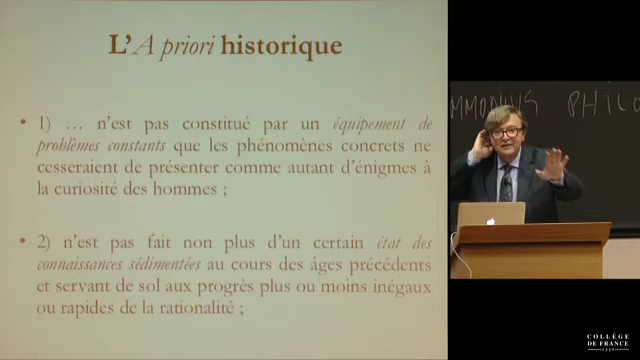 L'A priori historique
• 1) … n'est pas constitué par un équipement de
problèmes constants que les phénomènes concrets ne
cesseraient de présenter comme autant d'énigmes à
la curiosité des hommes ;
• 2) n'est pas fait non plus d'un certain état des
connaissances sédimentées au cours des âges précédents
et servant de sol aux progrès plus ou moins inégaux
ou rapides de la rationalité ;
COLLÈGE
DE FRANCE
1530